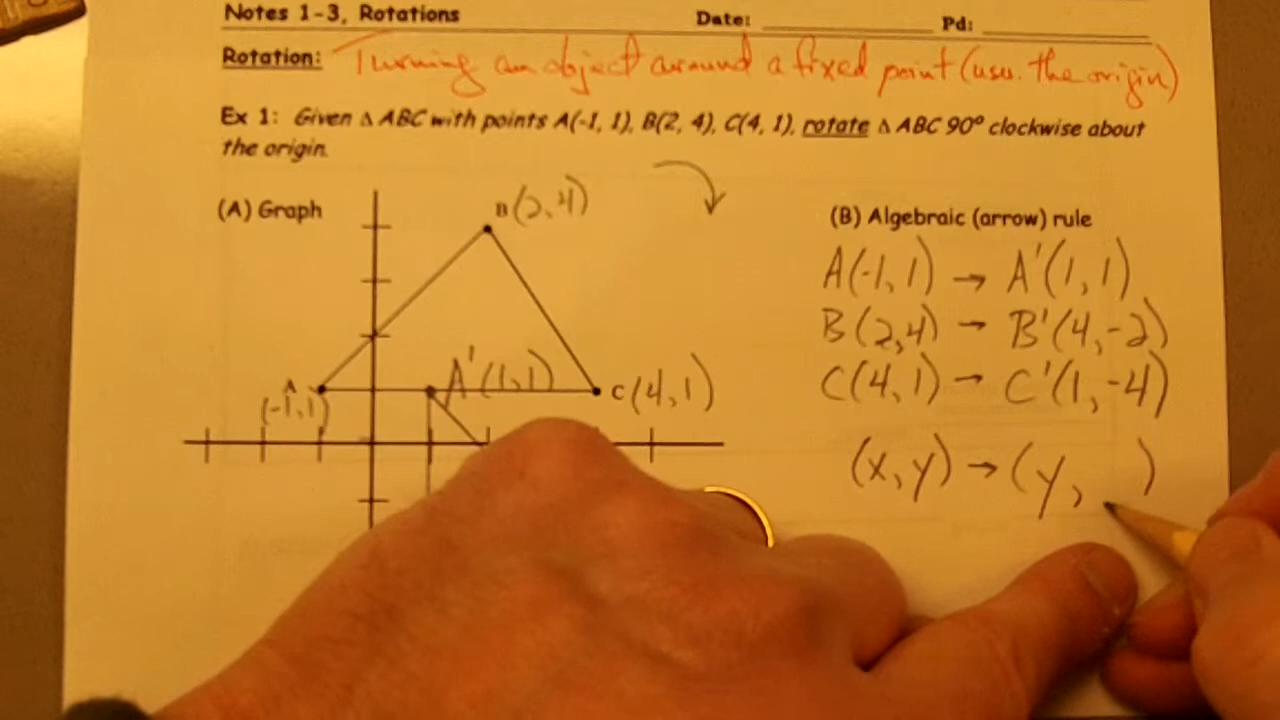 Notes 1-3, Rotations Date: Pd:
Rotation: Turning an object around a fixed point (usu. the origin)
Ex 1: Given Δ ABC with points A(-1, 1), B(2, 4), C(4, 1), rotate Δ ABC 90° clockwise about
the origin.
(A) Graph
B(2,4)
A
(-1,1)
A'(1,1)
C(4,1)
(B) Algebraic (arrow) rule
A(-1,1) → A'(1,1)
B(2,4) → B'(4,-2)
C(4,1) → C'(1,-4)
(x,y) → (y, )